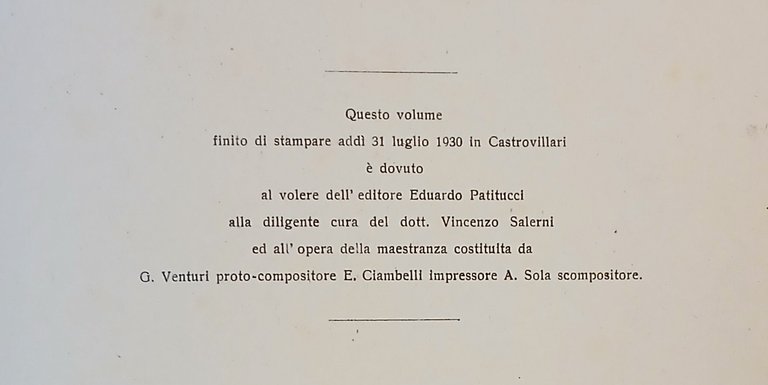 Questo volume
finito di stampare addì 31 luglio 1930 in Castrovillari
è dovuto
al volere dell' editore Eduardo Patitucci
alla diligente cura del dott. Vincenzo Salerni
ed all' opera della maestranza costituita da
G. Venturi proto-compositore E. Ciambelli impressore A. Sola scompositore.